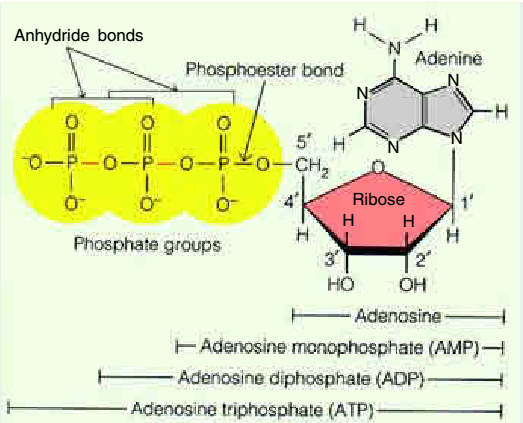 Anhydride bonds
Phosphoester bond
Adenine
H H
N
N N
H
H N N
O O O
⁻O P O P O P O 5′ CH₂
O⁻ O⁻ O⁻
O
4′ Ribose 1′
H H H H
3′ 2′
HO OH
Phosphate groups
Adenosine
Adenosine monophosphate (AMP)
Adenosine diphosphate (ADP)
Adenosine triphosphate (ATP)